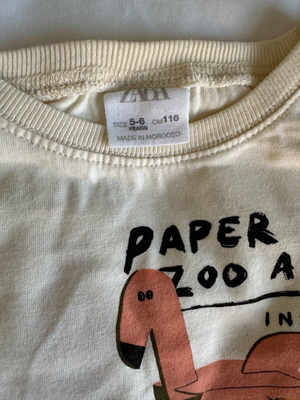 ZARA
SIZE 5-6 YEARS CM 116
MADE IN MOROCCO
PAPER
ZOO A
IN